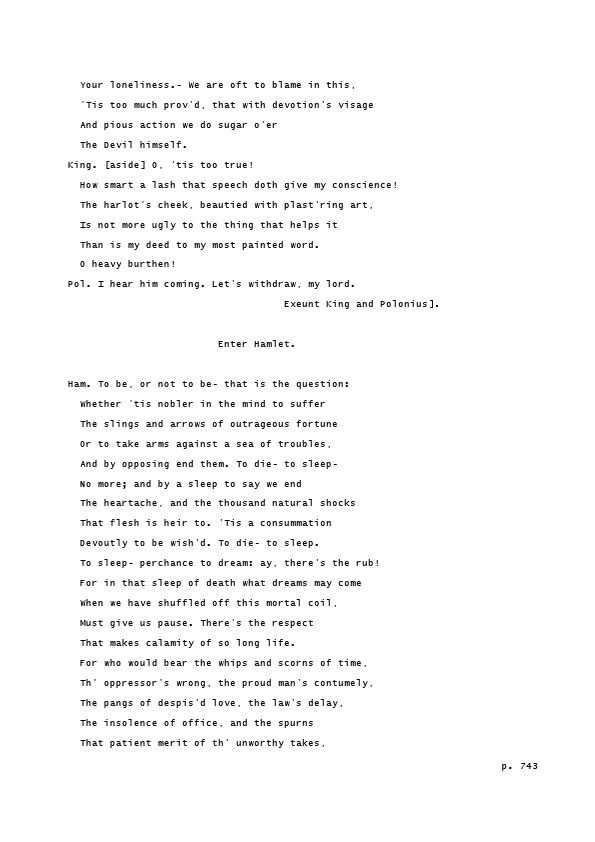 Your loneliness.- We are oft to blame in this,
'Tis too much prov'd, that with devotion's visage
And pious action we do sugar o'er
The Devil himself.
King. [aside] O, 'tis too true!
How smart a lash that speech doth give my conscience!
The harlot's cheek, beautied with plast'ring art,
Is not more ugly to the thing that helps it
Than is my deed to my most painted word.
O heavy burthen!
Pol. I hear him coming. Let's withdraw, my lord.
Exeunt King and Polonius].
Enter Hamlet.
Ham. To be, or not to be- that is the question:
Whether 'tis nobler in the mind to suffer
The slings and arrows of outrageous fortune
Or to take arms against a sea of troubles,
And by opposing end them. To die- to sleep-
No more; and by a sleep to say we end
The heartache, and the thousand natural shocks
That flesh is heir to. 'Tis a consummation
Devoutly to be wish'd. To die- to sleep.
To sleep- perchance to dream: ay, there's the rub!
For in that sleep of death what dreams may come
When we have shuffled off this mortal coil,
Must give us pause. There's the respect
That makes calamity of so long life.
For who would bear the whips and scorns of time,
Th' oppressor's wrong, the proud man's contumely,
The pangs of despis'd love, the law's delay,
The insolence of office, and the spurns
That patient merit of th' unworthy takes,
p. 743